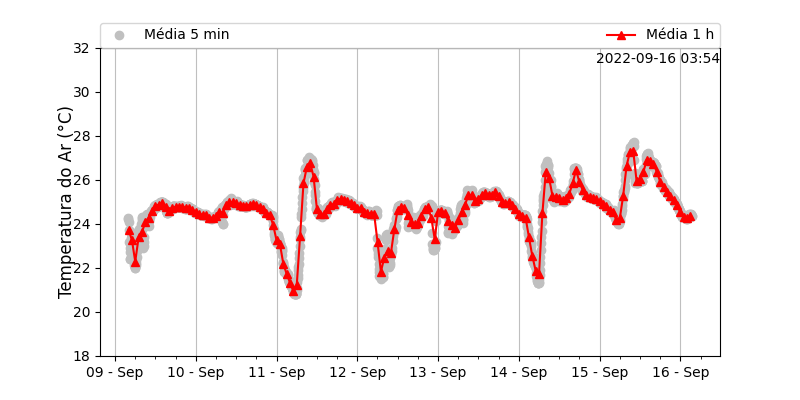 Média 5 min
Média 1 h
2022-09-16 03:54
Temperatura do Ar (°C)
32
30
28
26
24
22
20
18
09 - Sep
10 - Sep
11 - Sep
12 - Sep
13 - Sep
14 - Sep
15 - Sep
16 - Sep